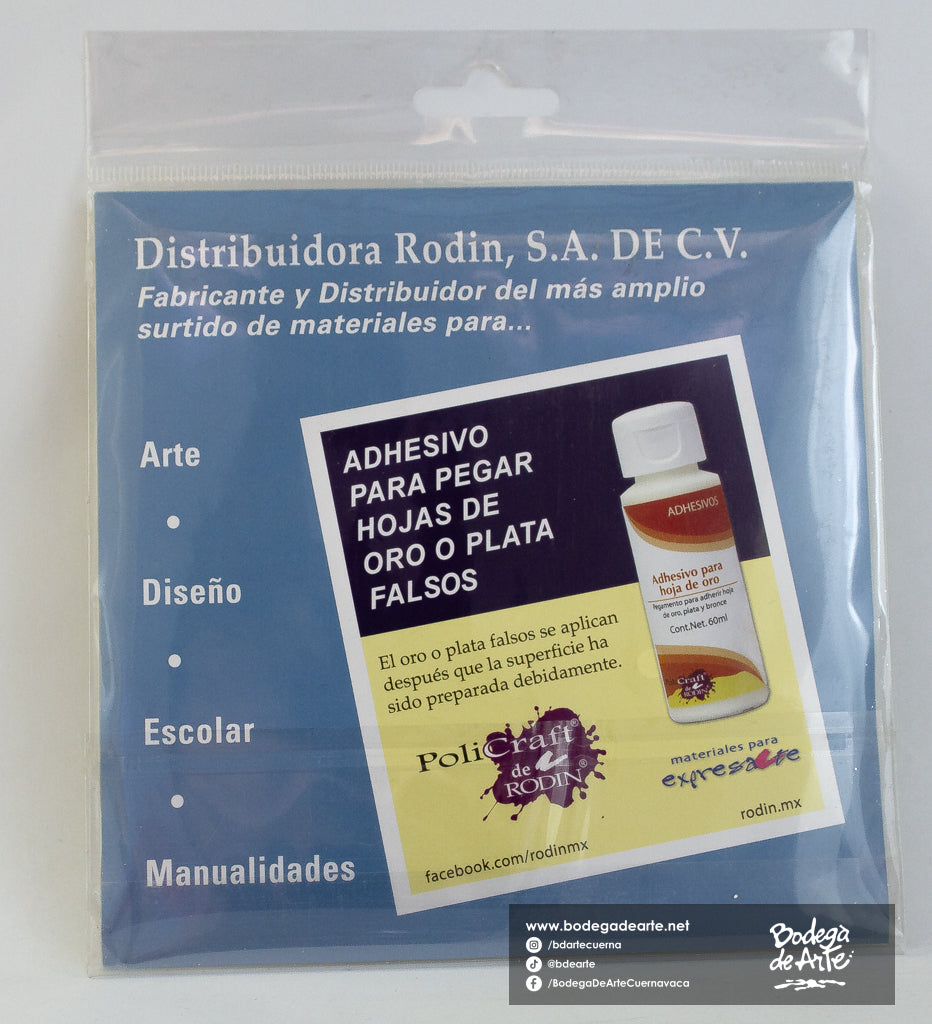 Distribuidora Rodin, S.A. DE C.V.
Fabricante y Distribuidor del más amplio
surtido de materiales para...
Arte
•
Diseño
•
Escolar
•
Manualidades
ADHESIVO
PARA PEGAR
HOJAS DE
ORO O PLATA
FALSOS
El oro o plata falsos se aplican
después que la superficie ha
sido preparada debidamente.
ADHESIVOS
Adhesivo para
hoja de oro
Pegamento para adherir hoja
de oro, plata y bronce
Cont.Net. 60ml
Craft
de
RODIN
PoliCraft®
de
RODIN®
materiales para
expresarte
rodin.mx
facebook.com/rodinmx
www.bodegadearte.net
/bdartecuerna
@bdearte
/BodegaDeArteCuernavaca
Bodega
de Arte